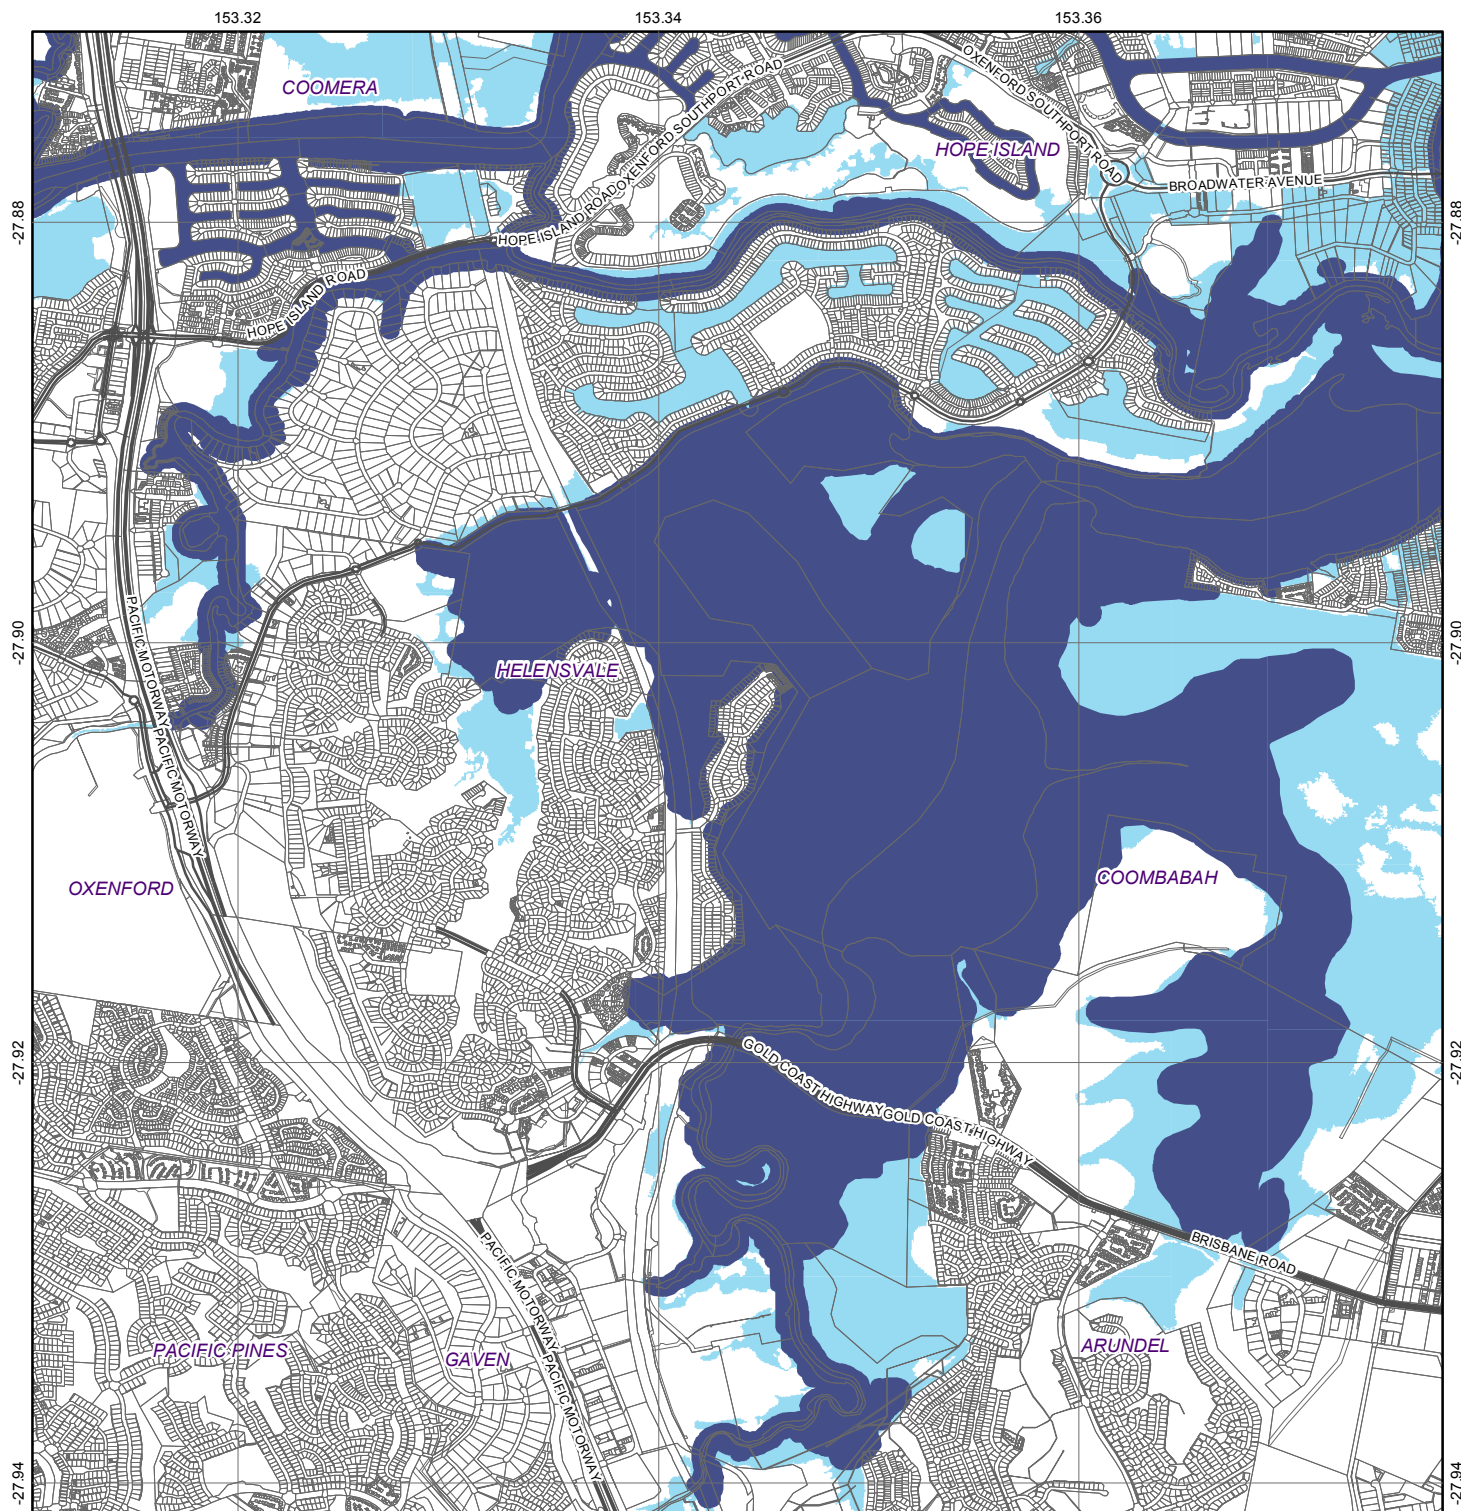 153.32
153.34
153.36
COOMERA
OXENFORD SOUTHPORT ROAD
OXENFORD SOUTHPORT ROAD
HOPE ISLAND
BROADWATER AVENUE
-27.88
-27.88
HOPE ISLAND ROAD
HOPE ISLAND ROAD
PACIFIC MOTORWAY
-27.90
-27.90
HELENSVALE
PACIFIC MOTORWAY
OXENFORD
COOMBABAH
-27.92
-27.92
GOLD COAST HIGHWAY
GOLD COAST HIGHWAY
BRISBANE ROAD
PACIFIC MOTORWAY
PACIFIC PINES
GAVEN
ARUNDEL
PACIFIC MOTORWAY
-27.94
-27.94